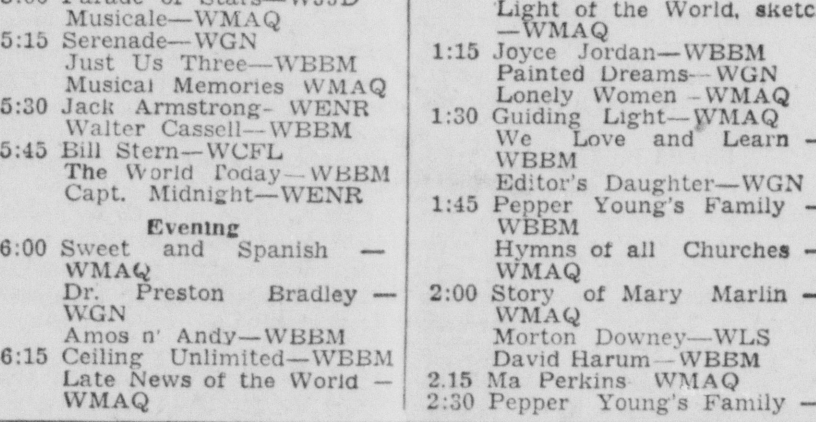 Parade of Stars—WJJD
Musicale—WMAQ
5:15 Serenade—WGN
Just Us Three—WBBM
Musical Memories WMAQ
5:30 Jack Armstrong- WENR
Walter Cassell—WBBM
5:45 Bill Stern—WCFL
The World Today—WBBM
Capt. Midnight—WENR
Evening
6:00 Sweet and Spanish —
WMAQ
Dr. Preston Bradley —
WGN
Amos n' Andy—WBBM
6:15 Ceiling Unlimited—WBBM
Late News of the World —
WMAQ
Light of the World, sketc
—WMAQ
1:15 Joyce Jordan—WBBM
Painted Dreams—WGN
Lonely Women -WMAQ
1:30 Guiding Light—WMAQ
We Love and Learn -
WBBM
Editor's Daughter—WGN
1:45 Pepper Young's Family -
WBBM
Hymns of all Churches -
WMAQ
2:00 Story of Mary Marlin -
WMAQ
Morton Downey—WLS
David Harum—WBBM
2.15 Ma Perkins WMAQ
2:30 Pepper Young's Family —